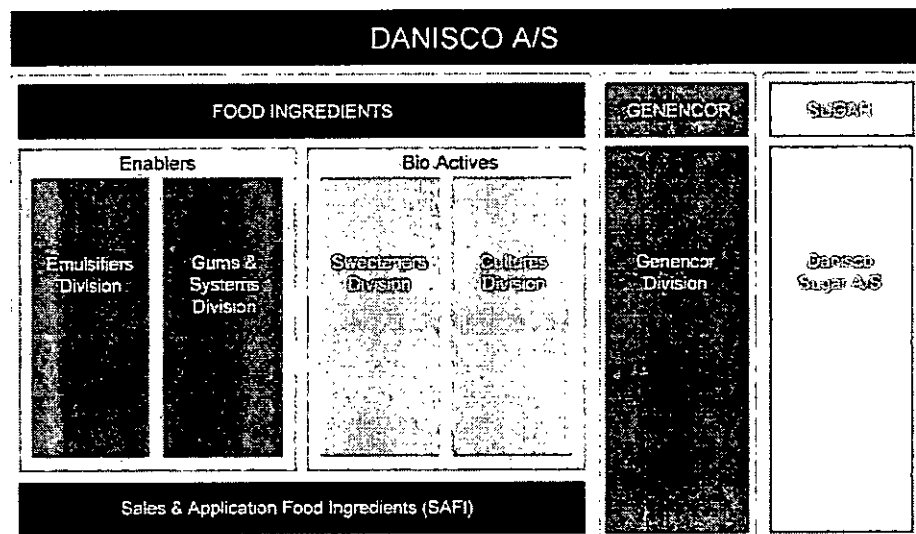 DANISCO A/S
FOOD INGREDIENTS
GENENCOR
SUGAR
Enablers
Bio Actives
Emulsifiers
Division
Gums &
Systems
Division
Sweeteners
Division
Cultures
Division
Genencor
Division
Danisco
Sugar A/S
Sales & Application Food Ingredients (SAFI)